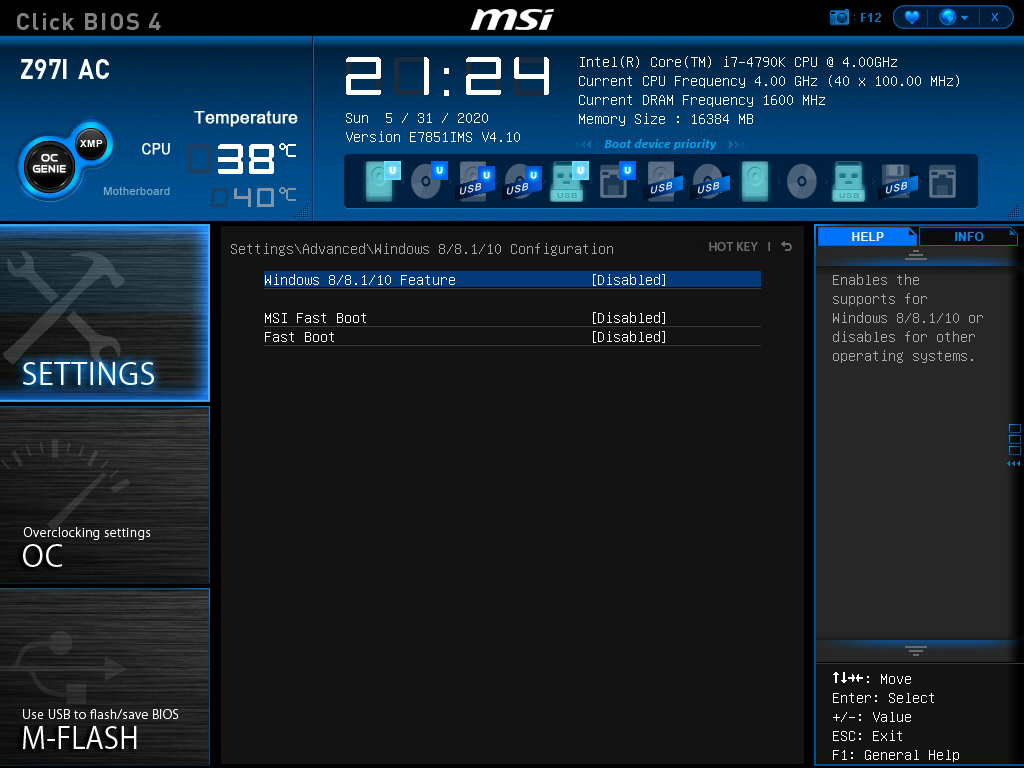 Click BIOS 4
msi
F12
X
Z97I AC
OC GENIE
XMP
Temperature
CPU 38°C
Motherboard 40°C
21:24
Sun 5 / 31 / 2020
Version E7851IMS V4.10
Intel(R) Core(TM) i7-4790K CPU @ 4.00GHz
Current CPU Frequency 4.00 GHz (40 x 100.00 MHz)
Current DRAM Frequency 1600 MHz
Memory Size : 16384 MB
Boot device priority
U U U U U U
USB USB USB USB USB USB USB
SETTINGS
Overclocking settings
OC
Use USB to flash/save BIOS
M-FLASH
Settings\Advanced\Windows 8/8.1/10 Configuration
HOT KEY |
Windows 8/8.1/10 Feature [Disabled]
MSI Fast Boot [Disabled]
Fast Boot [Disabled]
HELP INFO
Enables the
supports for
Windows 8/8.1/10 or
disables for other
operating systems.
↑↓→←: Move
Enter: Select
+/-: Value
ESC: Exit
F1: General Help